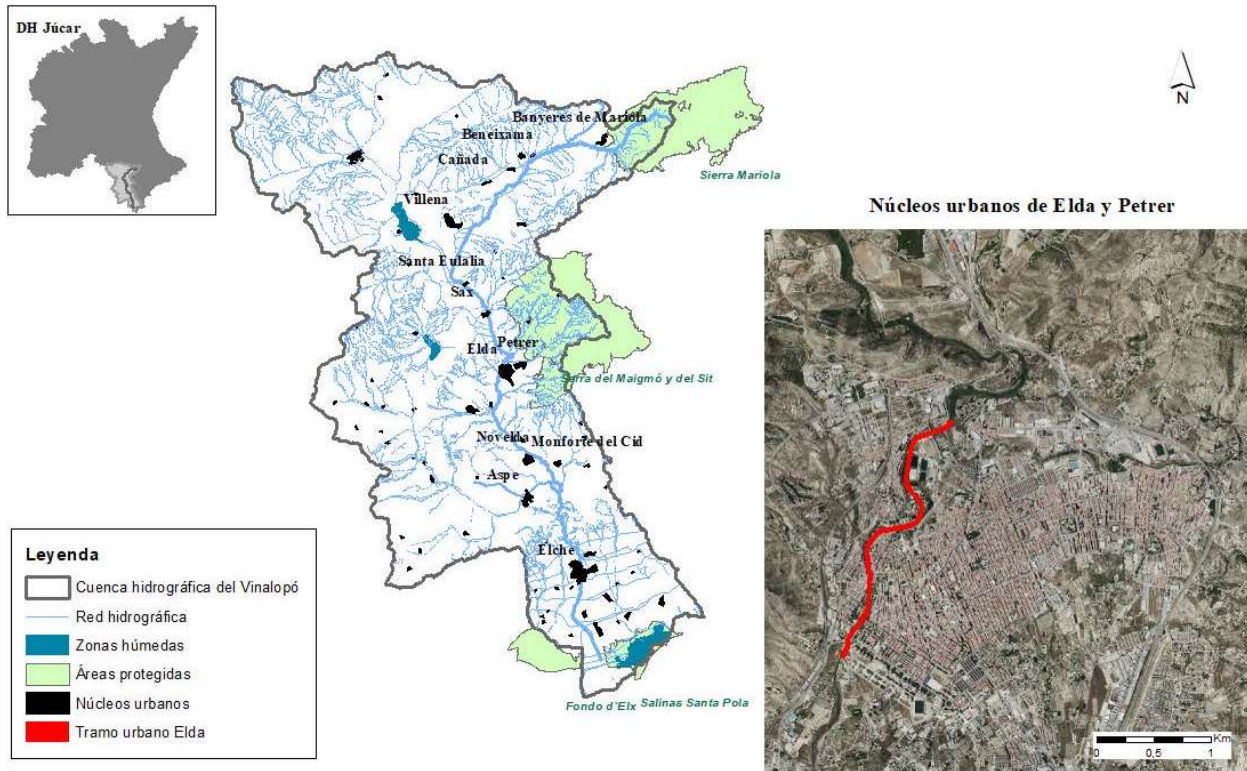 DH Júcar
N
Banyeres de Mariola
Beneixama
Cañada
Sierra Mariola
Villena
Santa Eulalia
Sax
Elda
Petrer
Serra del Maigmó y del Sit
Novelda
Monforte del Cid
Aspe
Elche
Fondo d'Elx
Salinas Santa Pola
Núcleos urbanos de Elda y Petrer
Km
0 0,5 1
Leyenda
Cuenca hidrográfica del Vinalopó
Red hidrográfica
Zonas húmedas
Áreas protegidas
Núcleos urbanos
Tramo urbano Elda